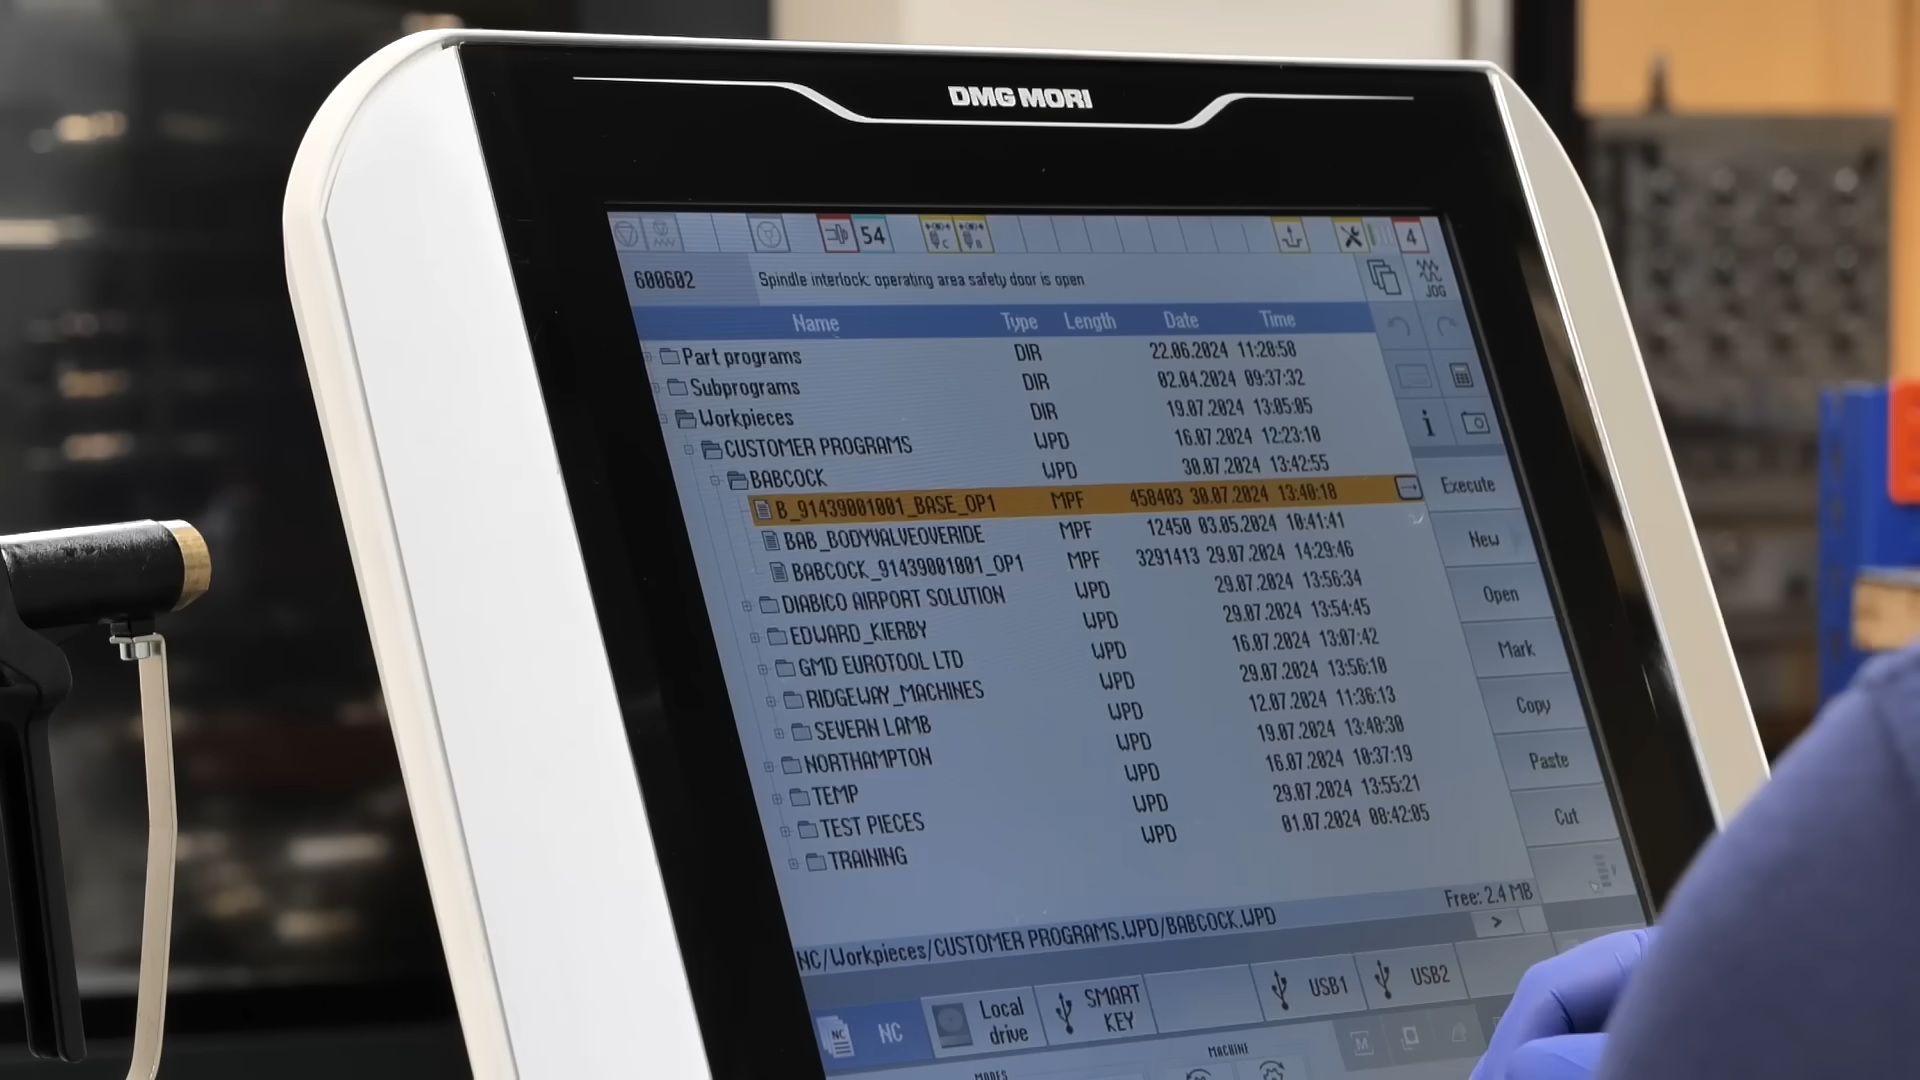 DMG MORI
54
C
4
600602 Spindle interlock: operating area safety door is open
JOG
Name Type Length Date Time
Part programs DIR 22.06.2024 11:20:50
Subprograms DIR 02.04.2024 09:37:32
Workpieces DIR 19.07.2024 13:05:05
CUSTOMER PROGRAMS WPD 16.07.2024 12:23:10
BABCOCK WPD 30.07.2024 13:42:55
B_91439001001_BASE_OP1 MPF 458403 30.07.2024 13:40:18
BAB_BODYVALVEOVERIDE MPF 12450 03.05.2024 10:41:41
BABCOCK_91439001001_OP1 MPF 3291413 29.07.2024 14:29:46
DIABICO AIRPORT SOLUTION WPD 29.07.2024 13:56:34
EDWARD_KIERBY WPD 29.07.2024 13:54:45
GMD EUROTOOL LTD WPD 16.07.2024 13:07:42
RIDGEWAY_MACHINES WPD 29.07.2024 13:56:10
SEVERN LAMB WPD 12.07.2024 11:36:13
NORTHAMPTON WPD 19.07.2024 13:40:30
TEMP WPD 16.07.2024 10:37:19
TEST PIECES WPD 29.07.2024 13:55:21
TRAINING WPD 01.07.2024 08:42:05
Execute
New
Open
Mark
Copy
Paste
Cut
Free: 2.4 MB
NC/Workpieces/CUSTOMER PROGRAMS.WPD/BABCOCK.WPD
>
NC
Local drive
SMART KEY
USB1
USB2
MACHINE
M
MODES